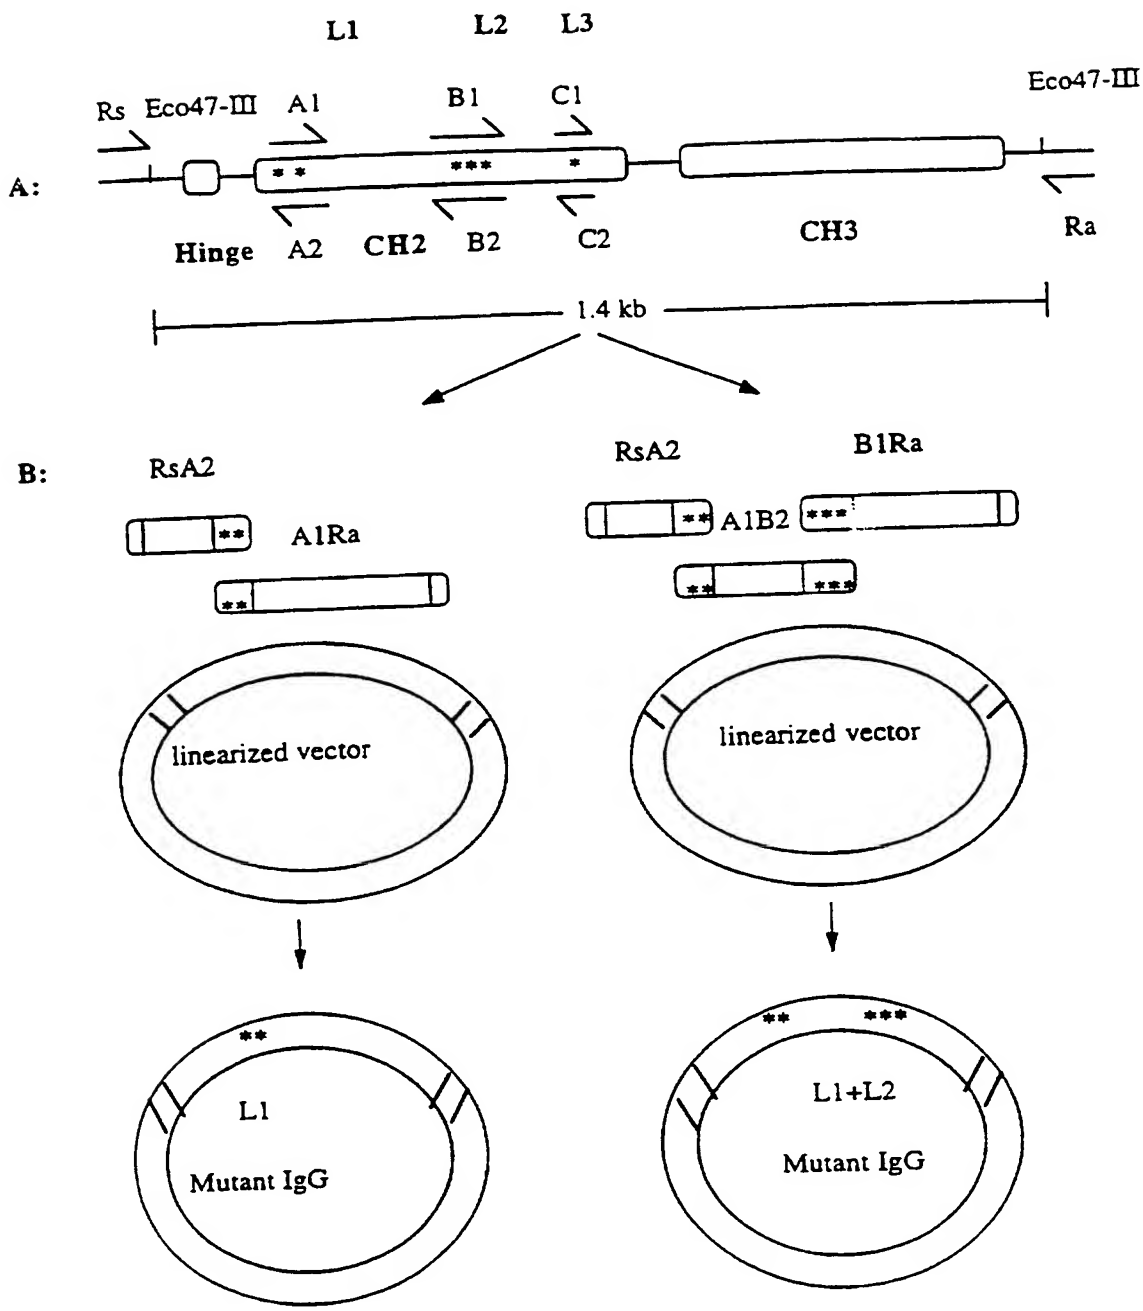 L1 L2 L3
Rs Eco47-III A1 B1 C1 Eco47-III
A: ** *** *
Hinge A2 CH2 B2 C2 CH3 Ra
1.4 kb
B: RsA2 RsA2 B1Ra
** A1Ra ** A1B2 ***
** ** ***
linearized vector linearized vector
** ** ***
L1 L1+L2
Mutant IgG Mutant IgG